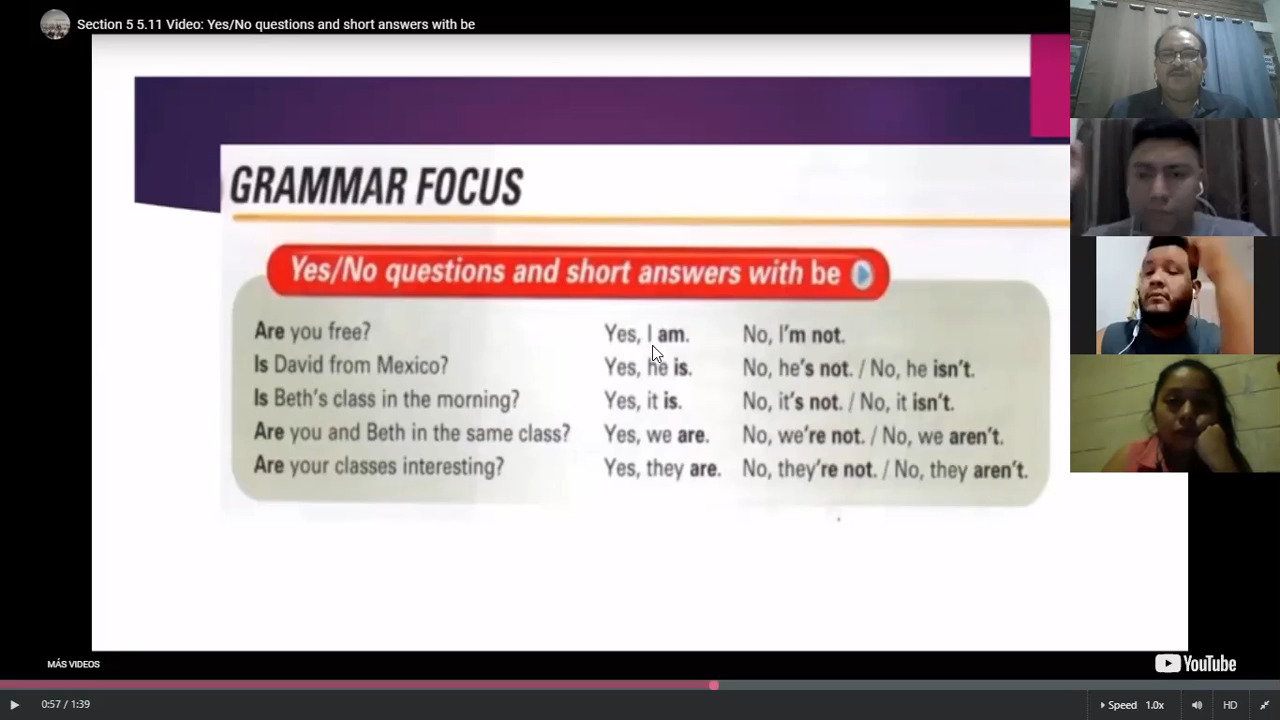 Section 5 5.11 Video: Yes/No questions and short answers with be
GRAMMAR FOCUS
Yes/No questions and short answers with be
Are you free? Yes, I am. No, I'm not.
Is David from Mexico? Yes, he is. No, he's not. / No, he isn't.
Is Beth's class in the morning? Yes, it is. No, it's not. / No, it isn't.
Are you and Beth in the same class? Yes, we are. No, we're not. / No, we aren't.
Are your classes interesting? Yes, they are. No, they're not. / No, they aren't.
MÁS VIDEOS
YouTube
0:57 / 1:39
Speed 1.0x
HD